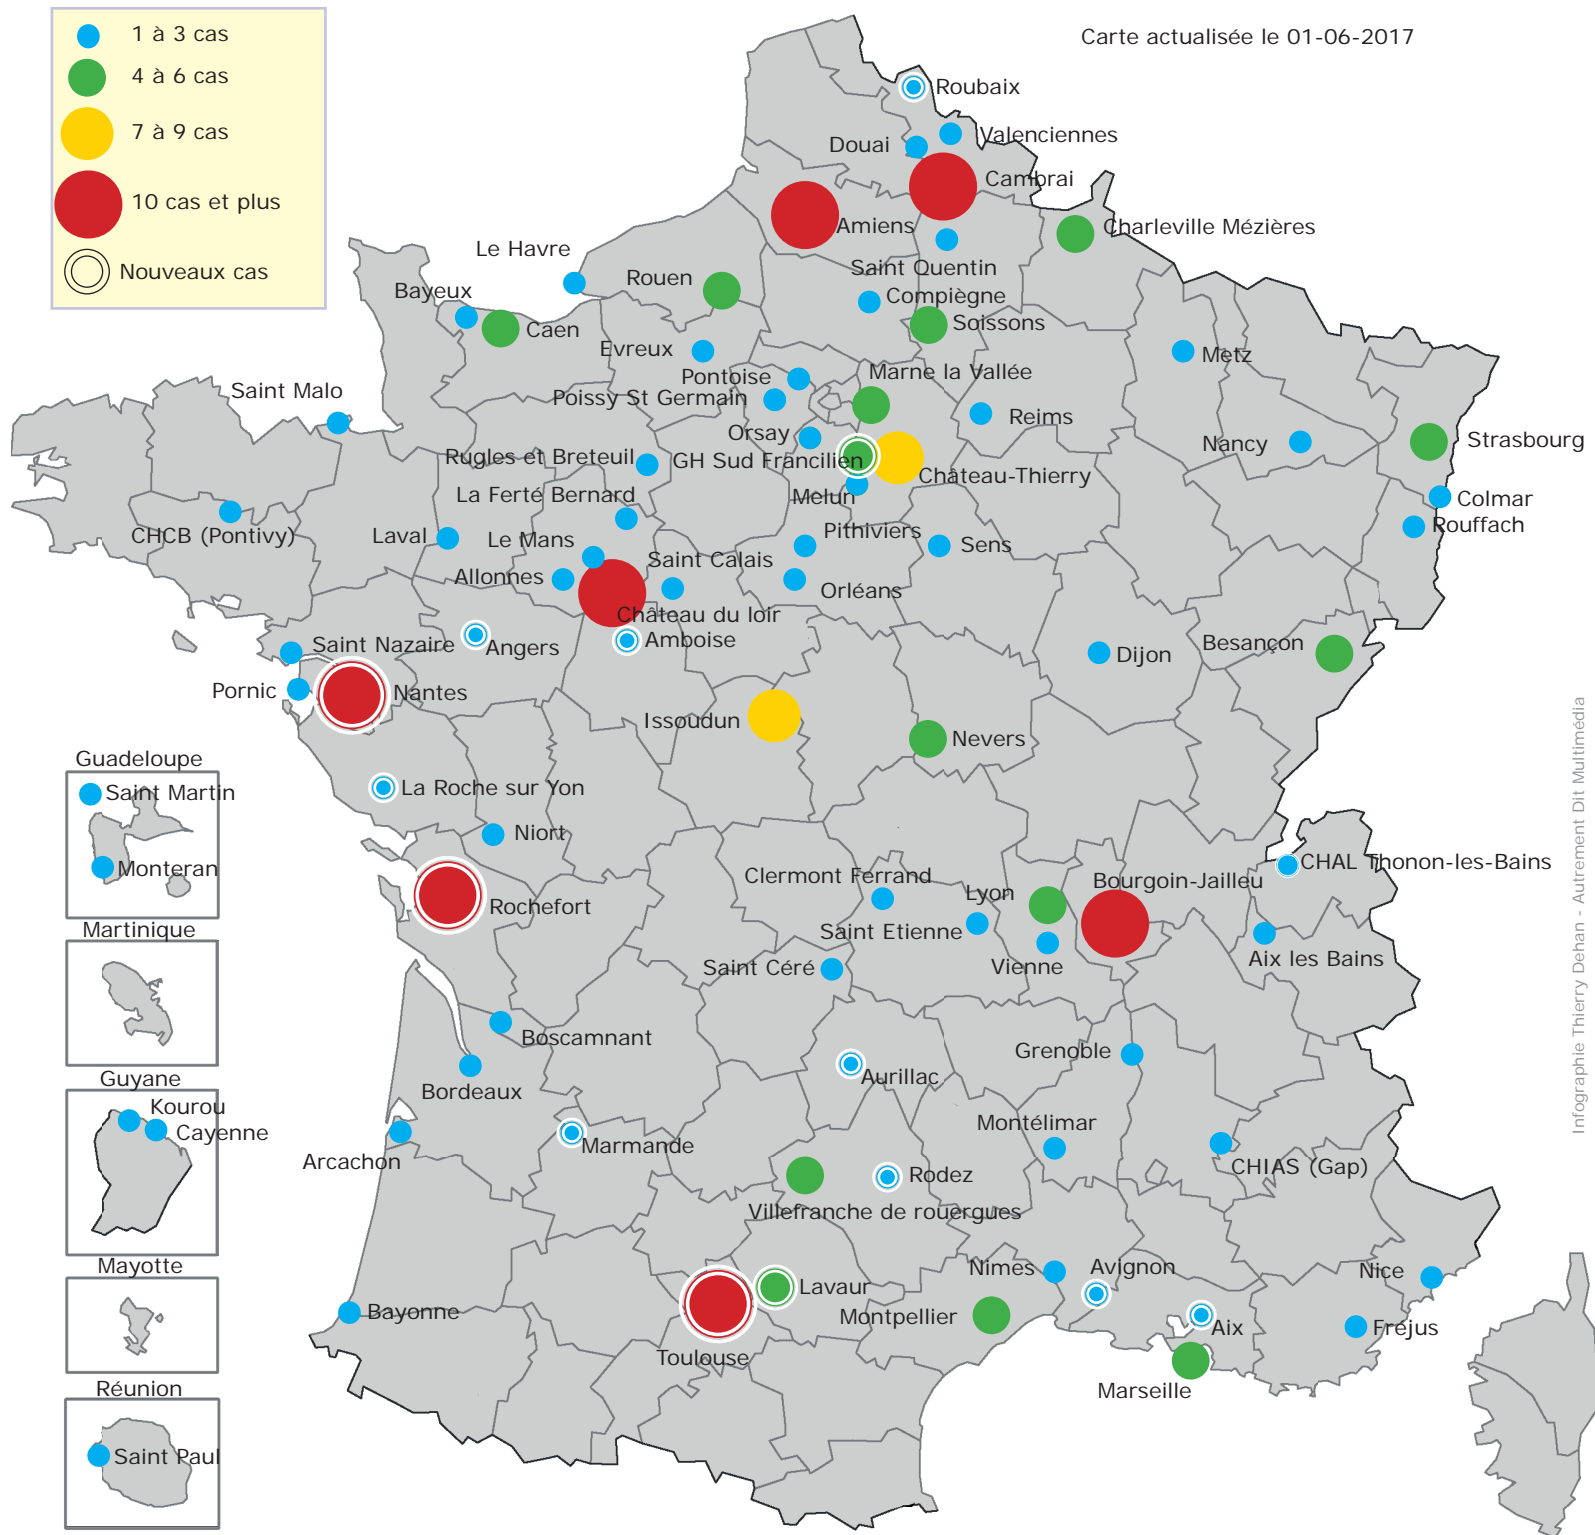 1 à 3 cas
4 à 6 cas
7 à 9 cas
10 cas et plus
Nouveaux cas
Carte actualisée le 01-06-2017
Roubaix
Valenciennes
Douai
Cambrai
Amiens
Charleville Mézières
Le Havre
Saint Quentin
Rouen
Bayeux
Compiègne
Caen
Soissons
Evreux
Metz
Pontoise
Marne la Vallée
Saint Malo
Poissy St Germain
Reims
Orsay
Nancy
Strasbourg
Rugles et Breteuil
GH Sud Francilien
Château-Thierry
La Ferté Bernard
Melun
Colmar
Rouffach
CHCB (Pontivy)
Laval
Le Mans
Pithiviers
Sens
Saint Calais
Allonnes
Orléans
Château du loir
Saint Nazaire
Angers
Amboise
Besançon
Dijon
Pornic
Nantes
Issoudun
Nevers
Guadeloupe
Saint Martin
Monteran
La Roche sur Yon
Niort
CHAL Thonon-les-Bains
Clermont Ferrand
Lyon
Bourgoin-Jailleu
Rochefort
Saint Etienne
Martinique
Vienne
Aix les Bains
Saint Céré
Boscamnant
Grenoble
Guyane
Kourou
Cayenne
Bordeaux
Aurillac
Montélimar
Marmande
Arcachon
CHIAS (Gap)
Rodez
Villefranche de rouergues
Mayotte
Nimes
Avignon
Nice
Lavaur
Bayonne
Montpellier
Aix
Fréjus
Toulouse
Marseille
Réunion
Saint Paul
Infographie Thierry Dehan - Autrement Dit Multimédia